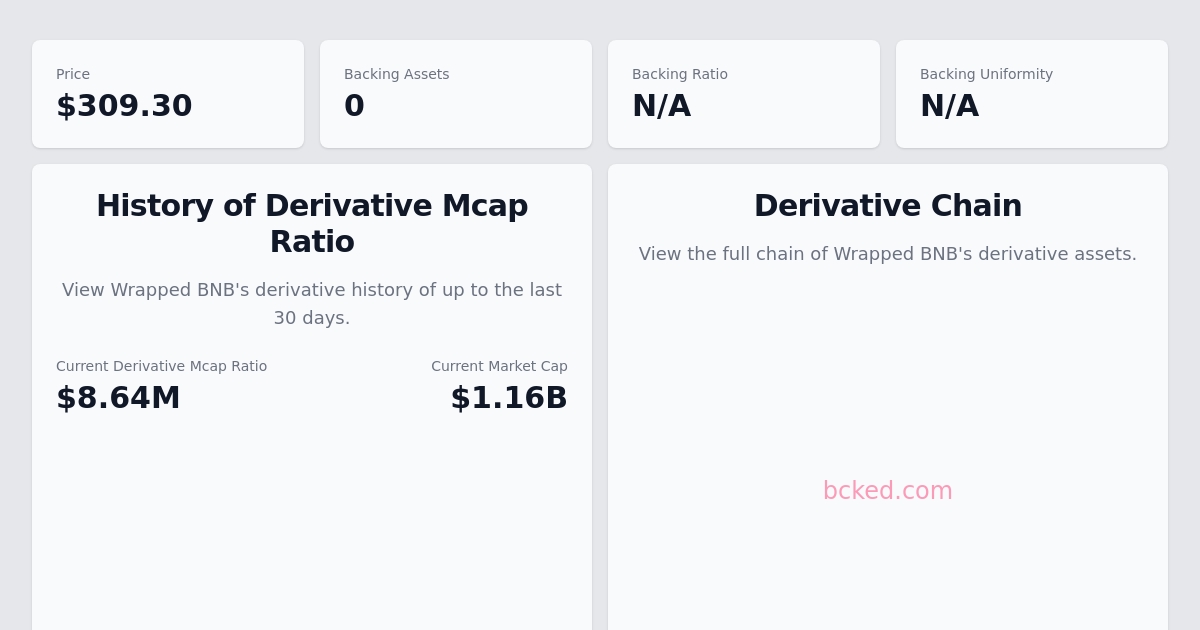 Price
$309.30
Backing Assets
0
Backing Ratio
N/A
Backing Uniformity
N/A
History of Derivative Mcap
Ratio
View Wrapped BNB's derivative history of up to the last
30 days.
Current Derivative Mcap Ratio
$8.64M
Current Market Cap
$1.16B
Derivative Chain
View the full chain of Wrapped BNB's derivative assets.
bcked.com